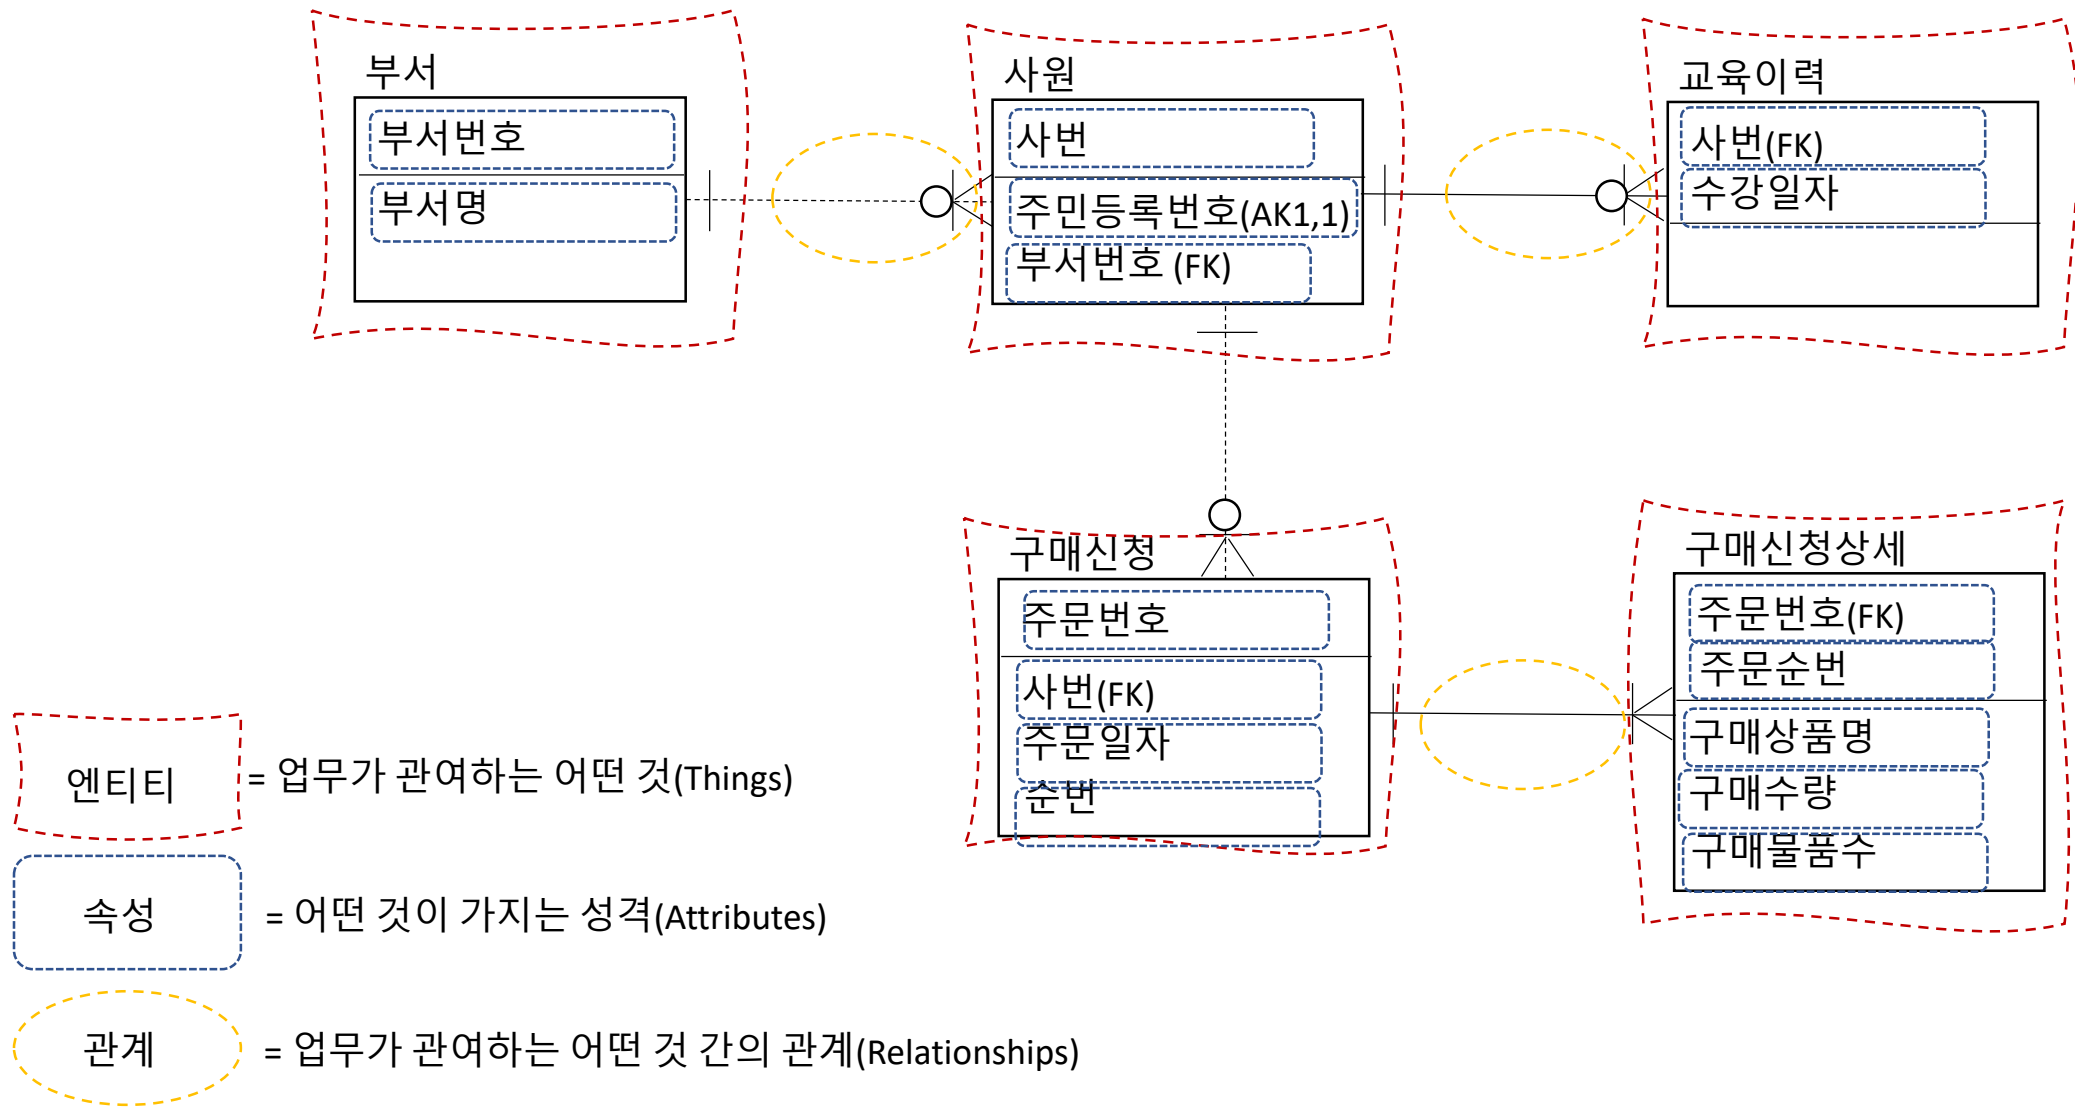 부서
부서번호
부서명
사원
사번
주민등록번호(AK1,1)
부서번호 (FK)
교육이력
사번(FK)
수강일자
구매신청
주문번호
사번(FK)
주문일자
순번
구매신청상세
주문번호(FK)
주문순번
구매상품명
구매수량
구매물품수
엔티티 = 업무가 관여하는 어떤 것(Things)
속성 = 어떤 것이 가지는 성격(Attributes)
관계 = 업무가 관여하는 어떤 것 간의 관계(Relationships)